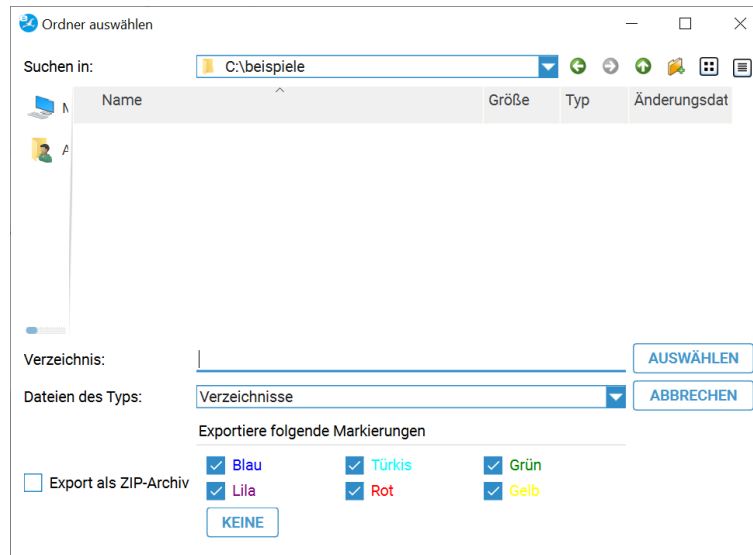 Ordner auswählen
Suchen in: C:\beispiele
Name Größe Typ Änderungsdat
Verzeichnis: AUSWÄHLEN
Dateien des Typs: Verzeichnisse ABBRECHEN
Exportiere folgende Markierungen
Blau Türkis Grün
Export als ZIP-Archiv
Lila Rot Gelb
KEINE